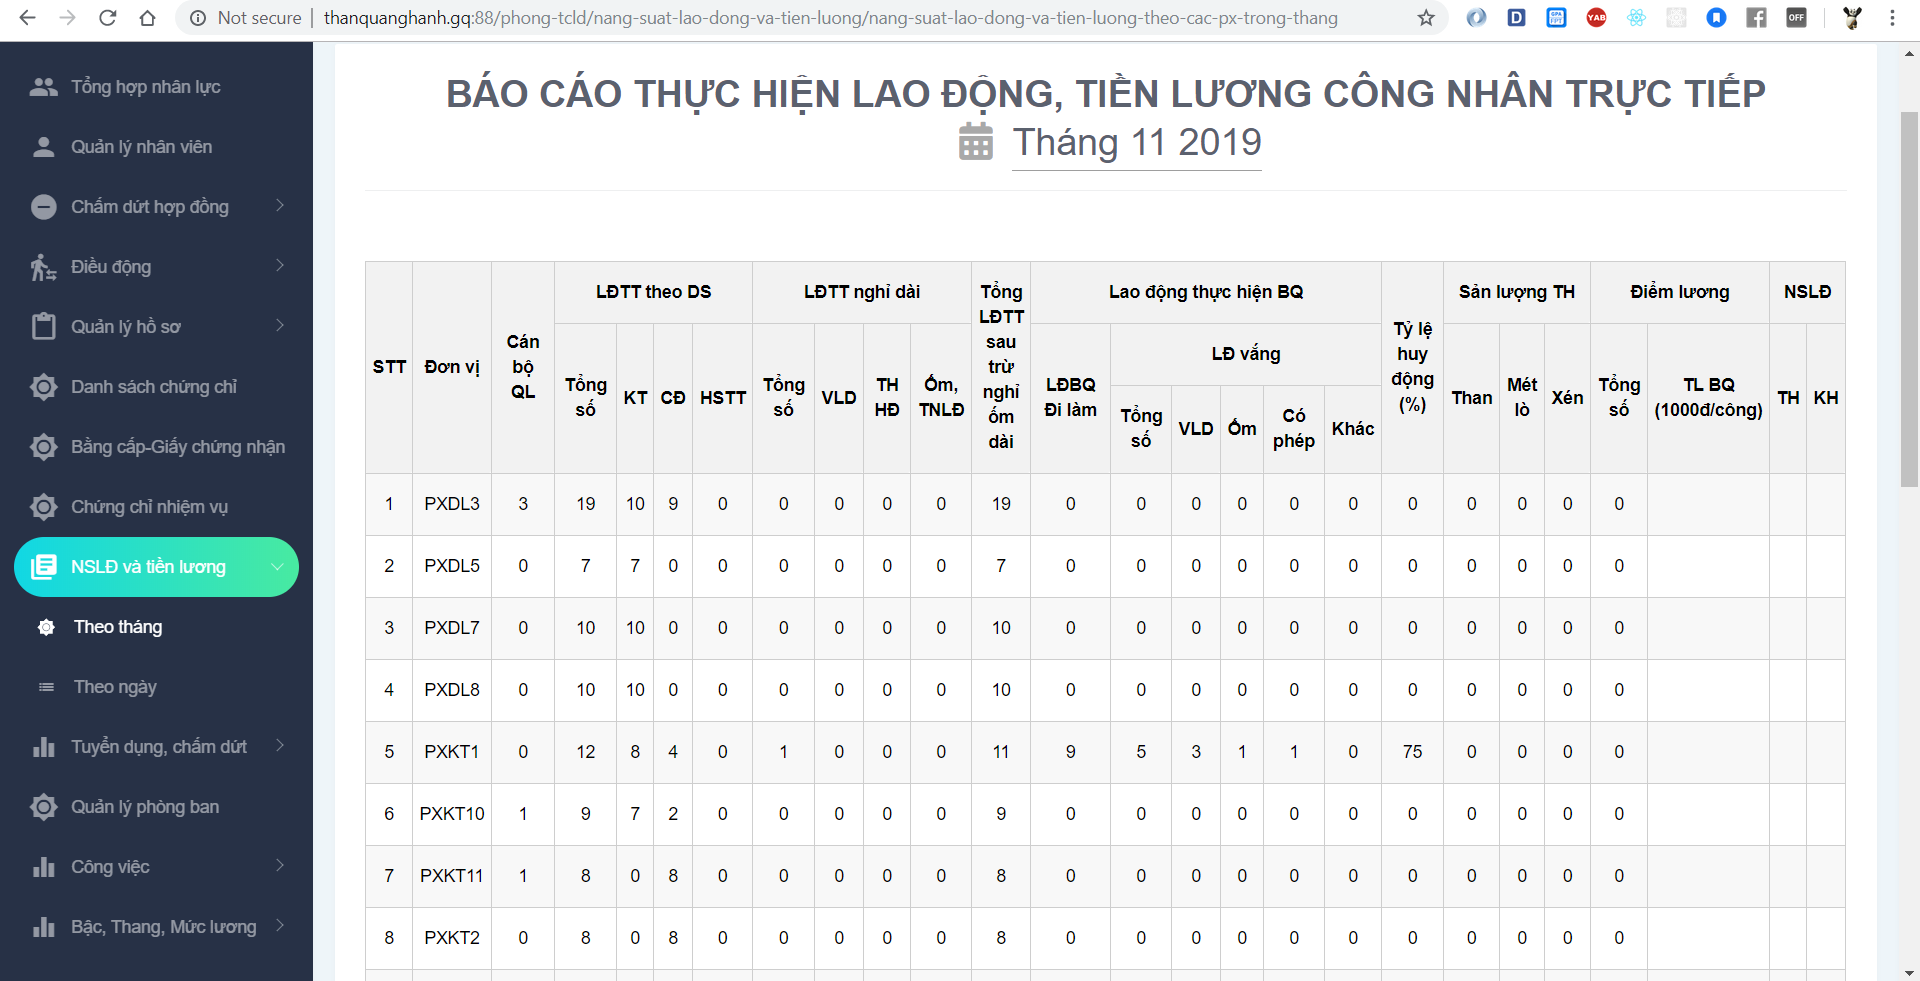 Not secure | thanquanghanh.gq:88/phong-tcld/nang-suat-lao-dong-va-tien-luong/nang-suat-lao-dong-va-tien-luong-theo-cac-px-trong-thang
D
SPA FPT
YAB
OFF
Tổng hợp nhân lực
Quản lý nhân viên
Chấm dứt hợp đồng
Điều động
Quản lý hồ sơ
Danh sách chứng chỉ
Bằng cấp-Giấy chứng nhận
Chứng chỉ nhiệm vụ
NSLĐ và tiền lương
Theo tháng
Theo ngày
Tuyển dụng, chấm dứt
Quản lý phòng ban
Công việc
Bậc, Thang, Mức lương
BÁO CÁO THỰC HIỆN LAO ĐỘNG, TIỀN LƯƠNG CÔNG NHÂN TRỰC TIẾP
Tháng 11 2019
STT Đơn vị Cán bộ QL LĐTT theo DS LĐTT nghỉ dài Tổng LĐTT sau trừ nghỉ ốm dài Lao động thực hiện BQ Tỷ lệ huy động (%) Sản lượng TH Điểm lương NSLĐ
Tổng số KT CĐ HSTT Tổng số VLD TH HĐ Ốm, TNLĐ LĐBQ Đi làm LĐ vắng Than Mét lò Xén Tổng số TL BQ (1000đ/công) TH KH
Tổng số VLD Ốm Có phép Khác
1 PXDL3 3 19 10 9 0 0 0 0 0 19 0 0 0 0 0 0 0 0 0 0 0
2 PXDL5 0 7 7 0 0 0 0 0 0 7 0 0 0 0 0 0 0 0 0 0 0
3 PXDL7 0 10 10 0 0 0 0 0 0 10 0 0 0 0 0 0 0 0 0 0 0
4 PXDL8 0 10 10 0 0 0 0 0 0 10 0 0 0 0 0 0 0 0 0 0 0
5 PXKT1 0 12 8 4 0 1 0 0 0 11 9 5 3 1 1 0 75 0 0 0 0
6 PXKT10 1 9 7 2 0 0 0 0 0 9 0 0 0 0 0 0 0 0 0 0 0
7 PXKT11 1 8 0 8 0 0 0 0 0 8 0 0 0 0 0 0 0 0 0 0 0
8 PXKT2 0 8 0 8 0 0 0 0 0 8 0 0 0 0 0 0 0 0 0 0 0